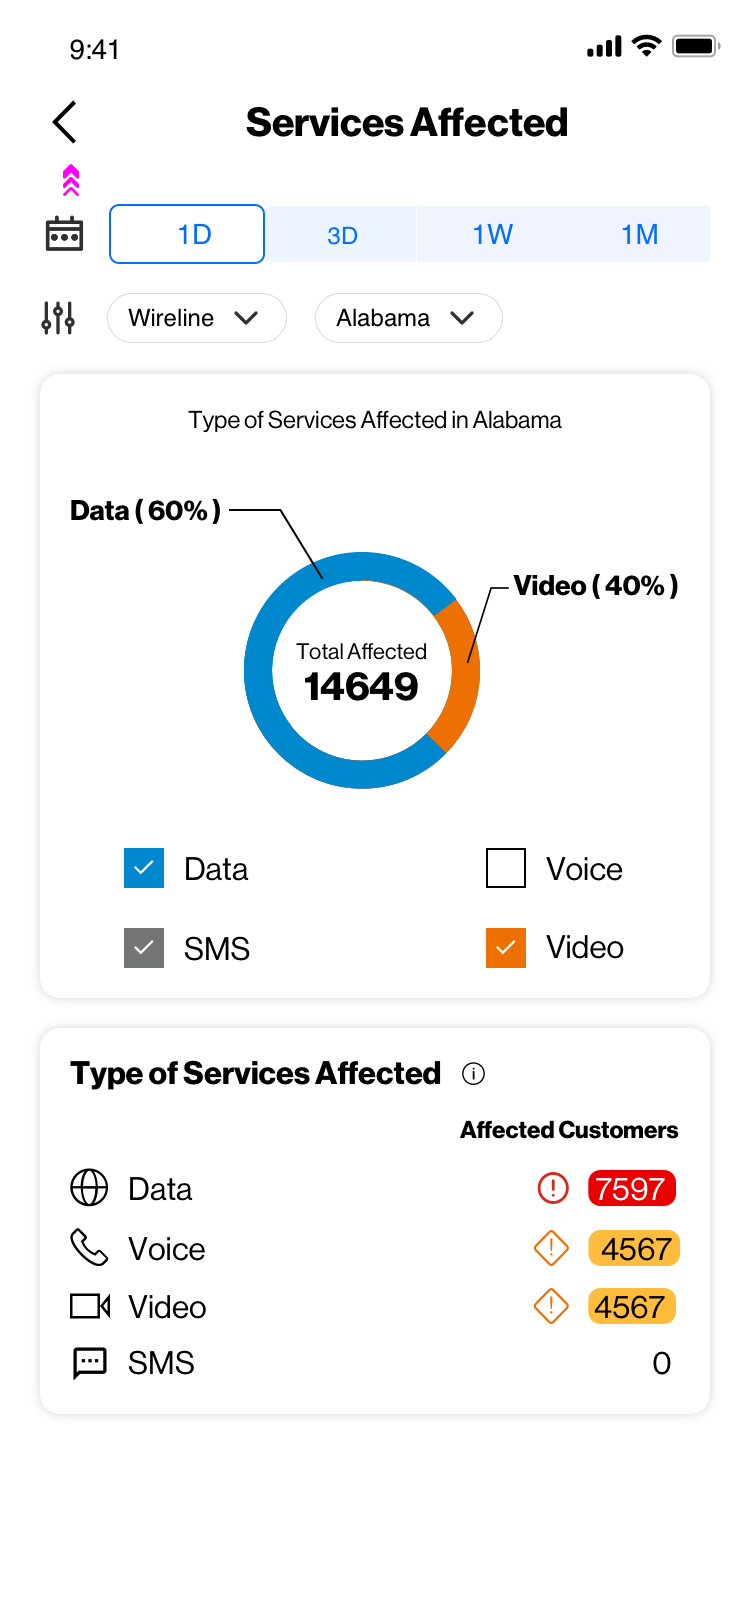 9:41
Services Affected
1D 3D 1W 1M
Wireline Alabama
Type of Services Affected in Alabama
Data ( 60% )
Video ( 40% )
Total Affected
14649
Data Voice
SMS Video
Type of Services Affected
Affected Customers
Data 7597
Voice 4567
Video 4567
SMS 0